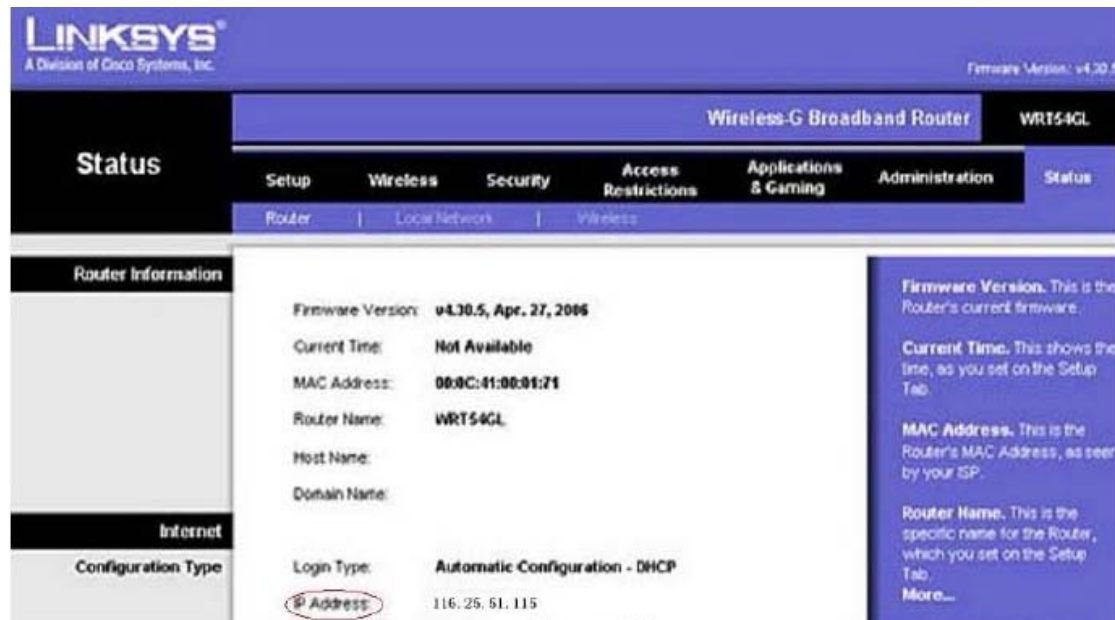 LINKSYS®
A Division of Cisco Systems, Inc.
Firmware Version: v4.30.5
Wireless-G Broadband Router
WRT54GL
Status
Setup
Wireless
Security
Access Restrictions
Applications & Gaming
Administration
Status
Router | Local Network | Wireless
Router Information
Firmware Version: v4.30.5, Apr. 27, 2006
Current Time: Not Available
MAC Address: 00:0C:41:00:01:71
Router Name: WRT54GL
Host Name:
Domain Name:
Internet
Configuration Type
Login Type: Automatic Configuration - DHCP
IP Address: 116.25.51.115
Firmware Version. This is the
Router's current firmware.
Current Time. This shows the
time, as you set on the Setup
Tab.
MAC Address. This is the
Router's MAC Address, as seen
by your ISP.
Router Name. This is the
specific name for the Router,
which you set on the Setup
Tab.
More...